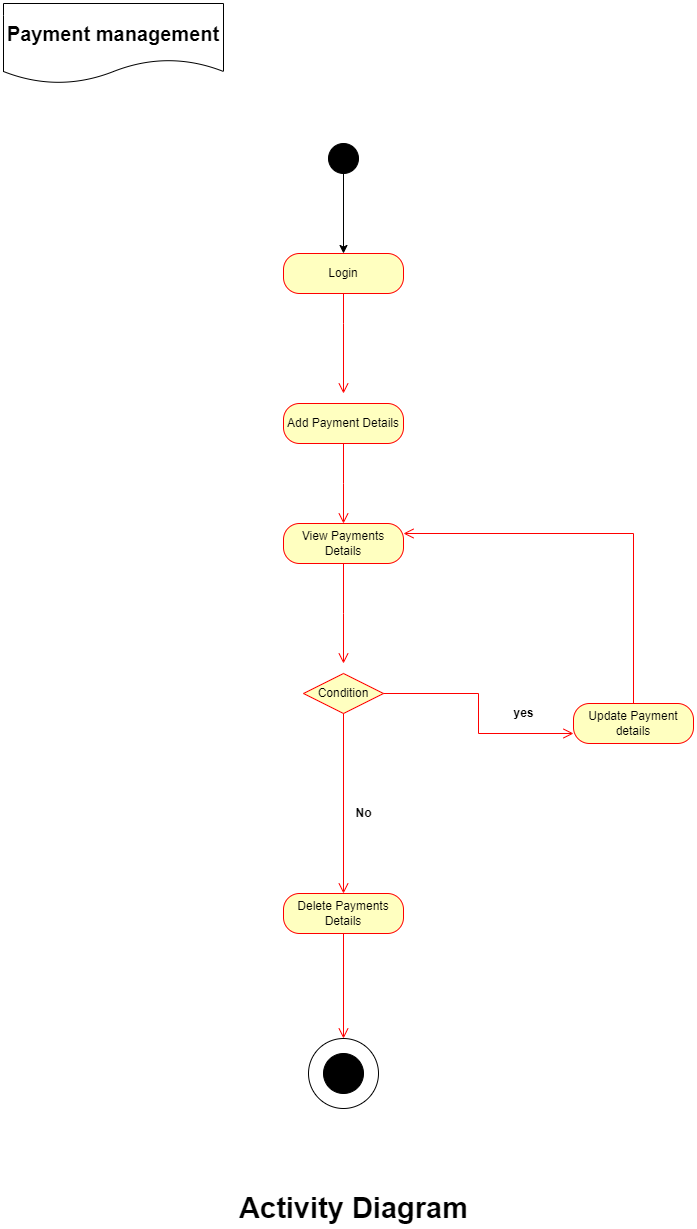 Payment management
Login
Add Payment Details
View Payments
Details
Condition
yes
Update Payment
details
No
Delete Payments
Details
Activity Diagram